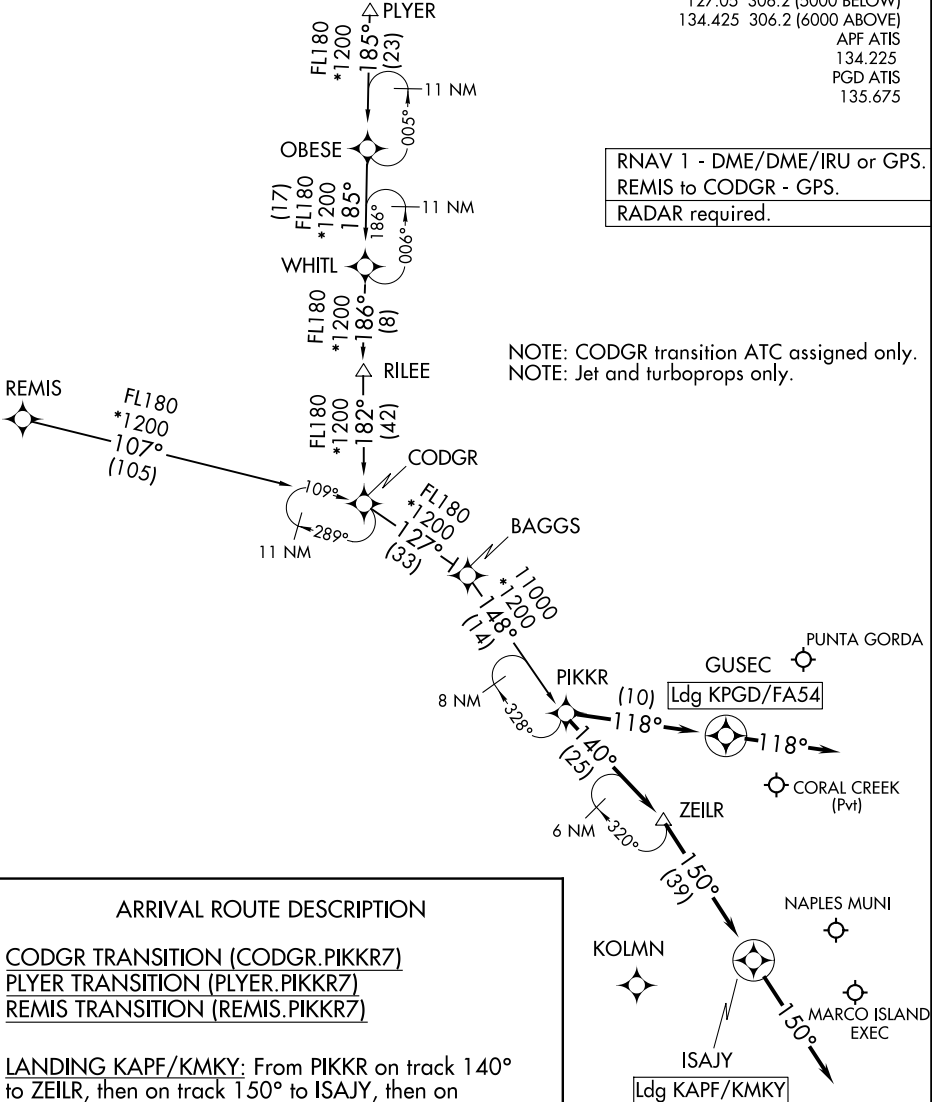 127.05 306.2 (5000 BELOW)
134.425 306.2 (6000 ABOVE)
APF ATIS
134.225
PGD ATIS
135.675
PLYER
FL180
*1200
185°
(23)
11 NM
005°
OBESE
RNAV 1 - DME/DME/IRU or GPS.
REMIS to CODGR - GPS.
RADAR required.
(17)
FL180
*1200
185°
186°
11 NM
006°
WHITL
FL180
*1200
186°
(8)
NOTE: CODGR transition ATC assigned only.
NOTE: Jet and turboprops only.
RILEE
REMIS
FL180
*1200
107°
(105)
FL180
*1200
182°
(42)
CODGR
109°
289°
11 NM
FL180
*1200
127°
(33)
BAGGS
11000
*1200
148°
(14)
PUNTA GORDA
PIKKR
GUSEC
Ldg KPGD/FA54
(10)
118°
118°
8 NM
328°
140°
(25)
CORAL CREEK
(Pvt)
ZEILR
6 NM
320°
150°
(39)
NAPLES MUNI
KOLMN
MARCO ISLAND
EXEC
150°
ISAJY
Ldg KAPF/KMKY
ARRIVAL ROUTE DESCRIPTION
CODGR TRANSITION (CODGR.PIKKR7)
PLYER TRANSITION (PLYER.PIKKR7)
REMIS TRANSITION (REMIS.PIKKR7)
LANDING KAPF/KMKY: From PIKKR on track 140°
to ZEILR, then on track 150° to ISAJY, then on